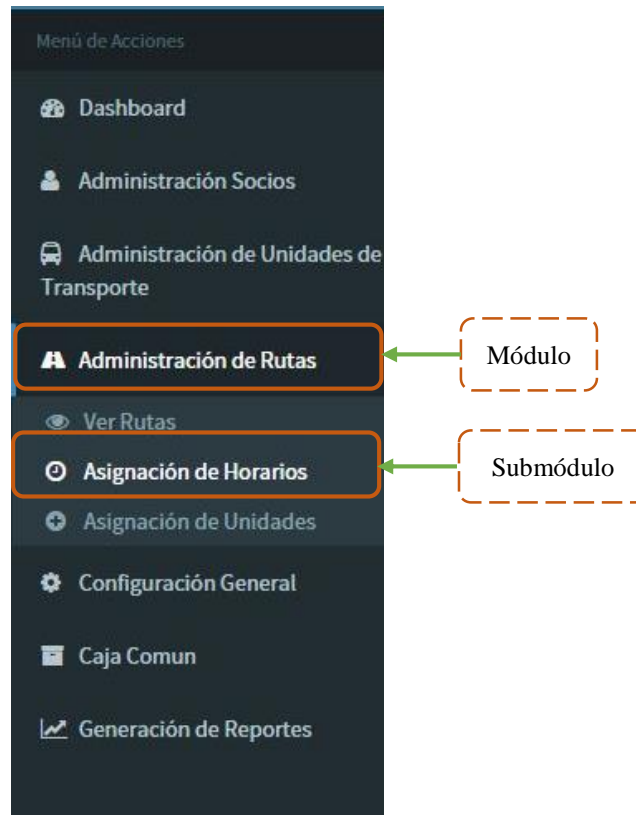 Menú de Acciones
Dashboard
Administración Socios
Administración de Unidades de
Transporte
Administración de Rutas
Módulo
Ver Rutas
Asignación de Horarios
Submódulo
Asignación de Unidades
Configuración General
Caja Comun
Generación de Reportes